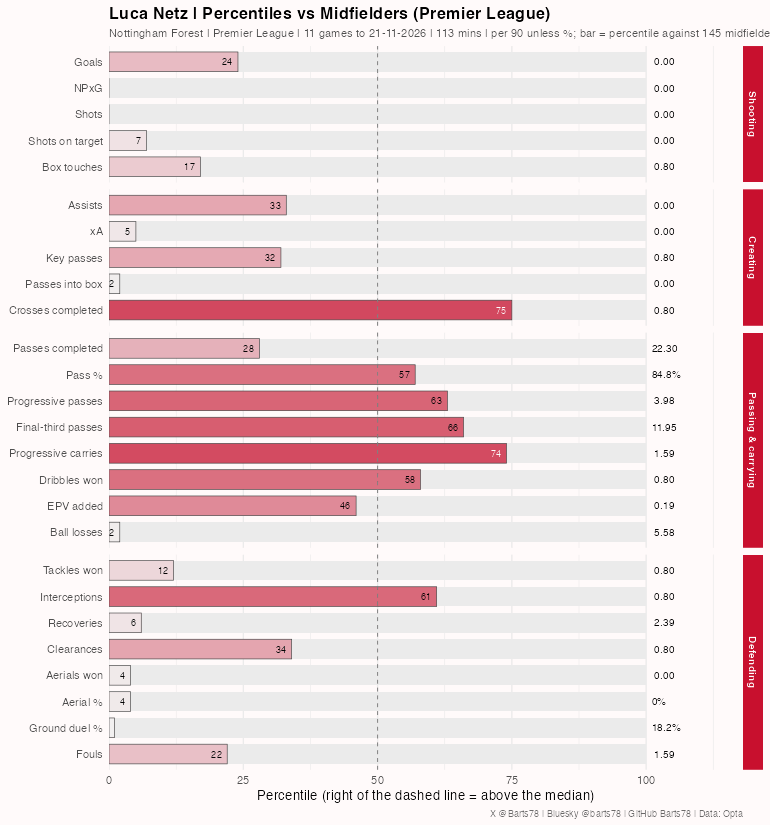 Luca Netz | Percentiles vs Midfielders (Premier League)
Nottingham Forest | Premier League | 11 games to 21-11-2026 | 113 mins | per 90 unless %; bar = percentile against 145 midfielde
Goals 24 0.00
NPxG 0.00
Shots 0.00
Shots on target 7 0.00
Box touches 17 0.80
Shooting
Assists 33 0.00
xA 5 0.00
Key passes 32 0.80
Passes into box 2 0.00
Crosses completed 75 0.80
Creating
Passes completed 28 22.30
Pass % 57 84.8%
Progressive passes 63 3.98
Final-third passes 66 11.95
Progressive carries 74 1.59
Dribbles won 58 0.80
EPV added 46 0.19
Ball losses 2 5.58
Passing & carrying
Tackles won 12 0.80
Interceptions 61 0.80
Recoveries 6 2.39
Clearances 34 0.80
Aerials won 4 0.00
Aerial % 4 0%
Ground duel % 18.2%
Fouls 22 1.59
Defending
0 25 50 75 100
Percentile (right of the dashed line = above the median)
X @Barts78 | Bluesky @barts78 | GitHub Barts78 | Data: Opta